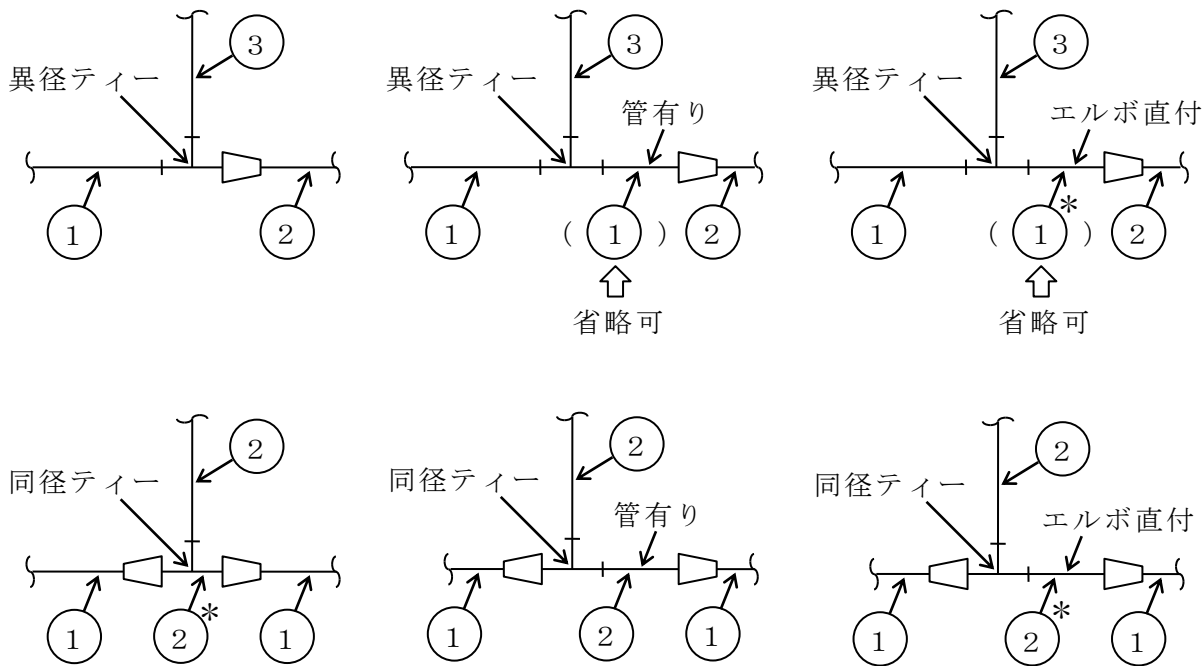 ③ ③ ③
異径ティー 異径ティー 管有り 異径ティー エルボ直付
① ② ① (①) ② ① (①*) ②
省略可 省略可
② ② ②
同径ティー 同径ティー 管有り 同径ティー エルボ直付
① ②* ① ① ② ① ① ②* ①